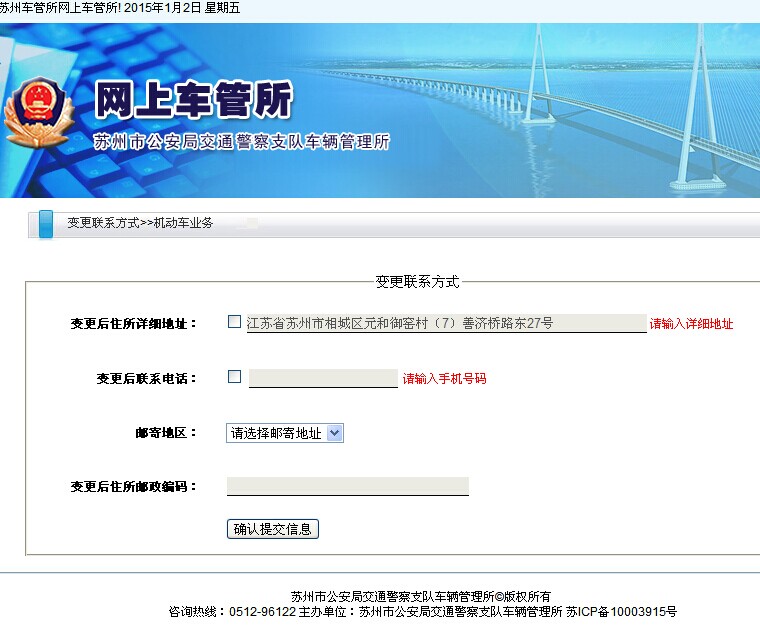 苏州车管所网上车管所! 2015年1月2日 星期五
网上车管所
苏州市公安局交通警察支队车辆管理所
变更联系方式>>机动车业务
变更联系方式
变更后住所详细地址： 江苏省苏州市相城区元和御窑村（7）善济桥路东27号 请输入详细地址
变更后联系电话： 请输入手机号码
邮寄地区： 请选择邮寄地址
变更后住所邮政编码：
确认提交信息
苏州市公安局交通警察支队车辆管理所©版权所有
咨询热线：0512-96122 主办单位：苏州市公安局交通警察支队车辆管理所 苏ICP备10003915号